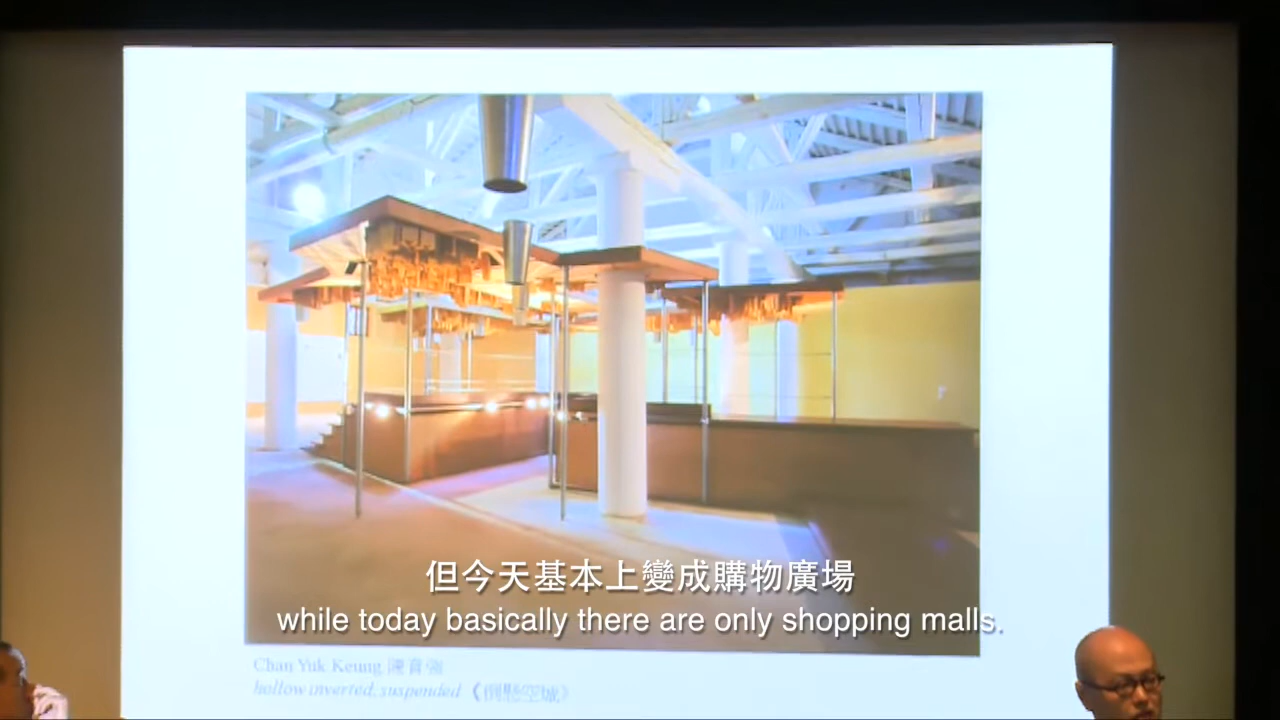 但今天基本上變成購物廣場
while today basically there are only shopping malls.
Chan Yuk Keung 陳育強
hollow inverted, suspended 《倒懸空城》